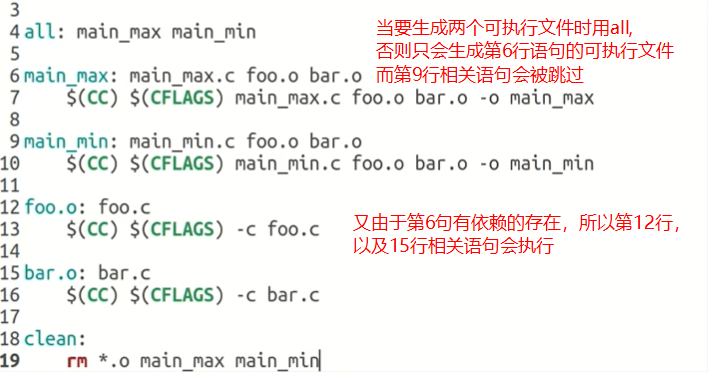 3
4 all: main_max main_min
当要生成两个可执行文件时用all,
否则只会生成第6行语句的可执行文件
而第9行相关语句会被跳过
5
6 main_max: main_max.c foo.o bar.o
7     $(CC) $(CFLAGS) main_max.c foo.o bar.o -o main_max
8
9 main_min: main_min.c foo.o bar.o
10     $(CC) $(CFLAGS) main_min.c foo.o bar.o -o main_min
11
12 foo.o: foo.c
13     $(CC) $(CFLAGS) -c foo.c
又由于第6句有依赖的存在，所以第12行，
以及15行相关语句会执行
14
15 bar.o: bar.c
16     $(CC) $(CFLAGS) -c bar.c
17
18 clean:
19     rm *.o main_max main_min